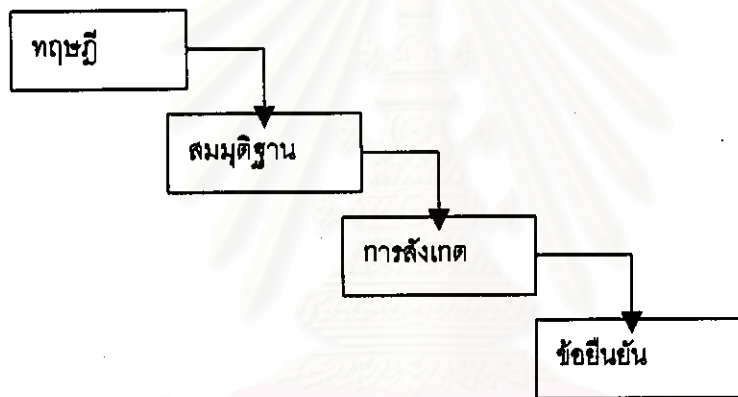 ทฤษฎี
สมมุติฐาน
การสังเกต
ข้อยืนยัน